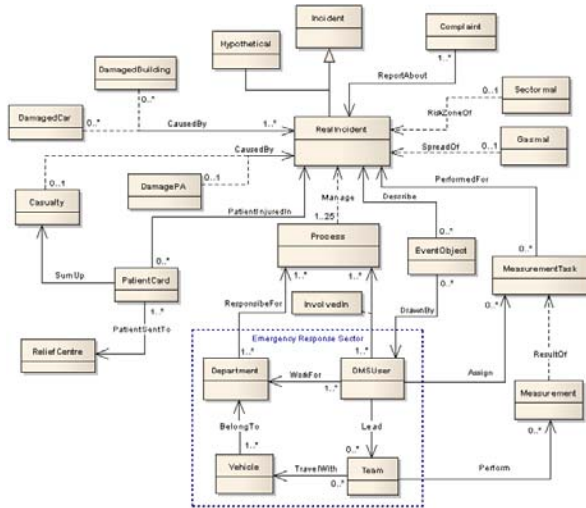 Incident
Hypothetical
Complaint
1..*
DamagedBuilding
0..*
ReportAbout
Sectormal
0..1
DamagedCar
0..*
CausedBy
1..*
RealIncident
RiskZoneOf
Gasmal
0..1
SpreadOf
CausedBy
0..1
DamagePA
0..1
Casualty
PatientInjuredIn
Manage
1..25
Describe
PerformedFor
Process
1..*
1..*
0..*
EventObject
0..*
0..*
MeasurementTask
0..*
0..*
PatientCard
1..*
SumUp
ResponsibeFor
InvolvedIn
DrawnBy
PatientSentTo
ReliefCentre
Emergency Response Sector
1..*
1..*
Department
WorkFor
1..*
DMSUser
Assign
ResultOf
Measurement
0..*
BelongTo
Lead
1..*
0..*
Vehicle
TravelWith
0..*
Team
Perform